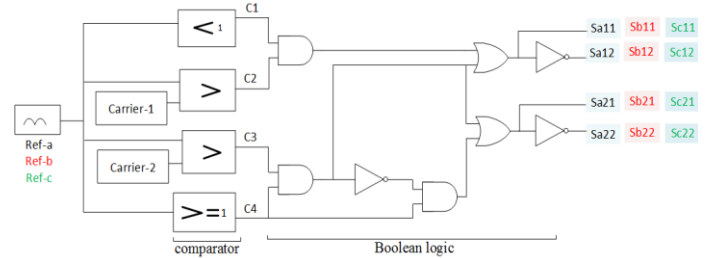 C1
< 1
Sa11 Sb11 Sc11
Sa12 Sb12 Sc12
C2
>
Carrier-1
Sa21 Sb21 Sc21
Sa22 Sb22 Sc22
C3
>
Ref-a
Ref-b
Ref-c
Carrier-2
C4
>=1
comparator
Boolean logic